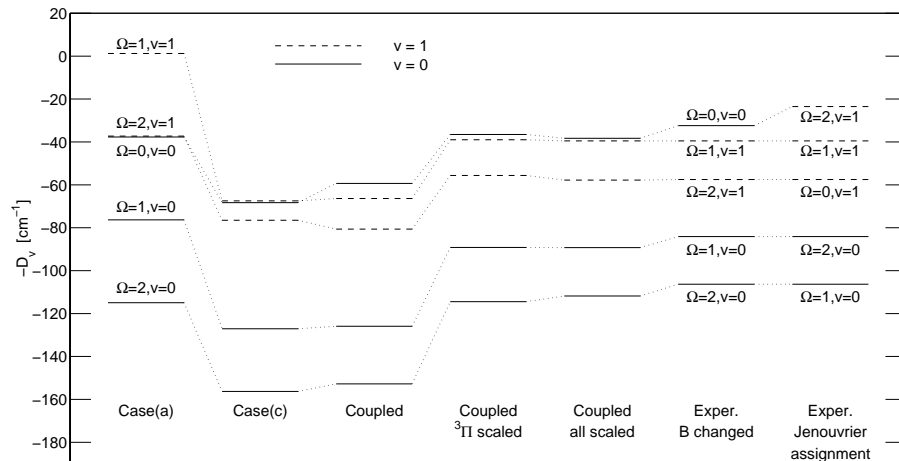 20
0
−20
−40
−60
−80
−100
−120
−140
−160
−180
−D_v [cm⁻¹]
Ω=1,v=1
Ω=2,v=1
Ω=0,v=0
Ω=1,v=0
Ω=2,v=0
v = 1
v = 0
Ω=0,v=0
Ω=1,v=1
Ω=2,v=1
Ω=1,v=0
Ω=2,v=0
Ω=2,v=1
Ω=1,v=1
Ω=0,v=1
Ω=2,v=0
Ω=1,v=0
Case(a)
Case(c)
Coupled
Coupled
³Π scaled
Coupled
all scaled
Exper.
B changed
Exper.
Jenouvrier
assignment